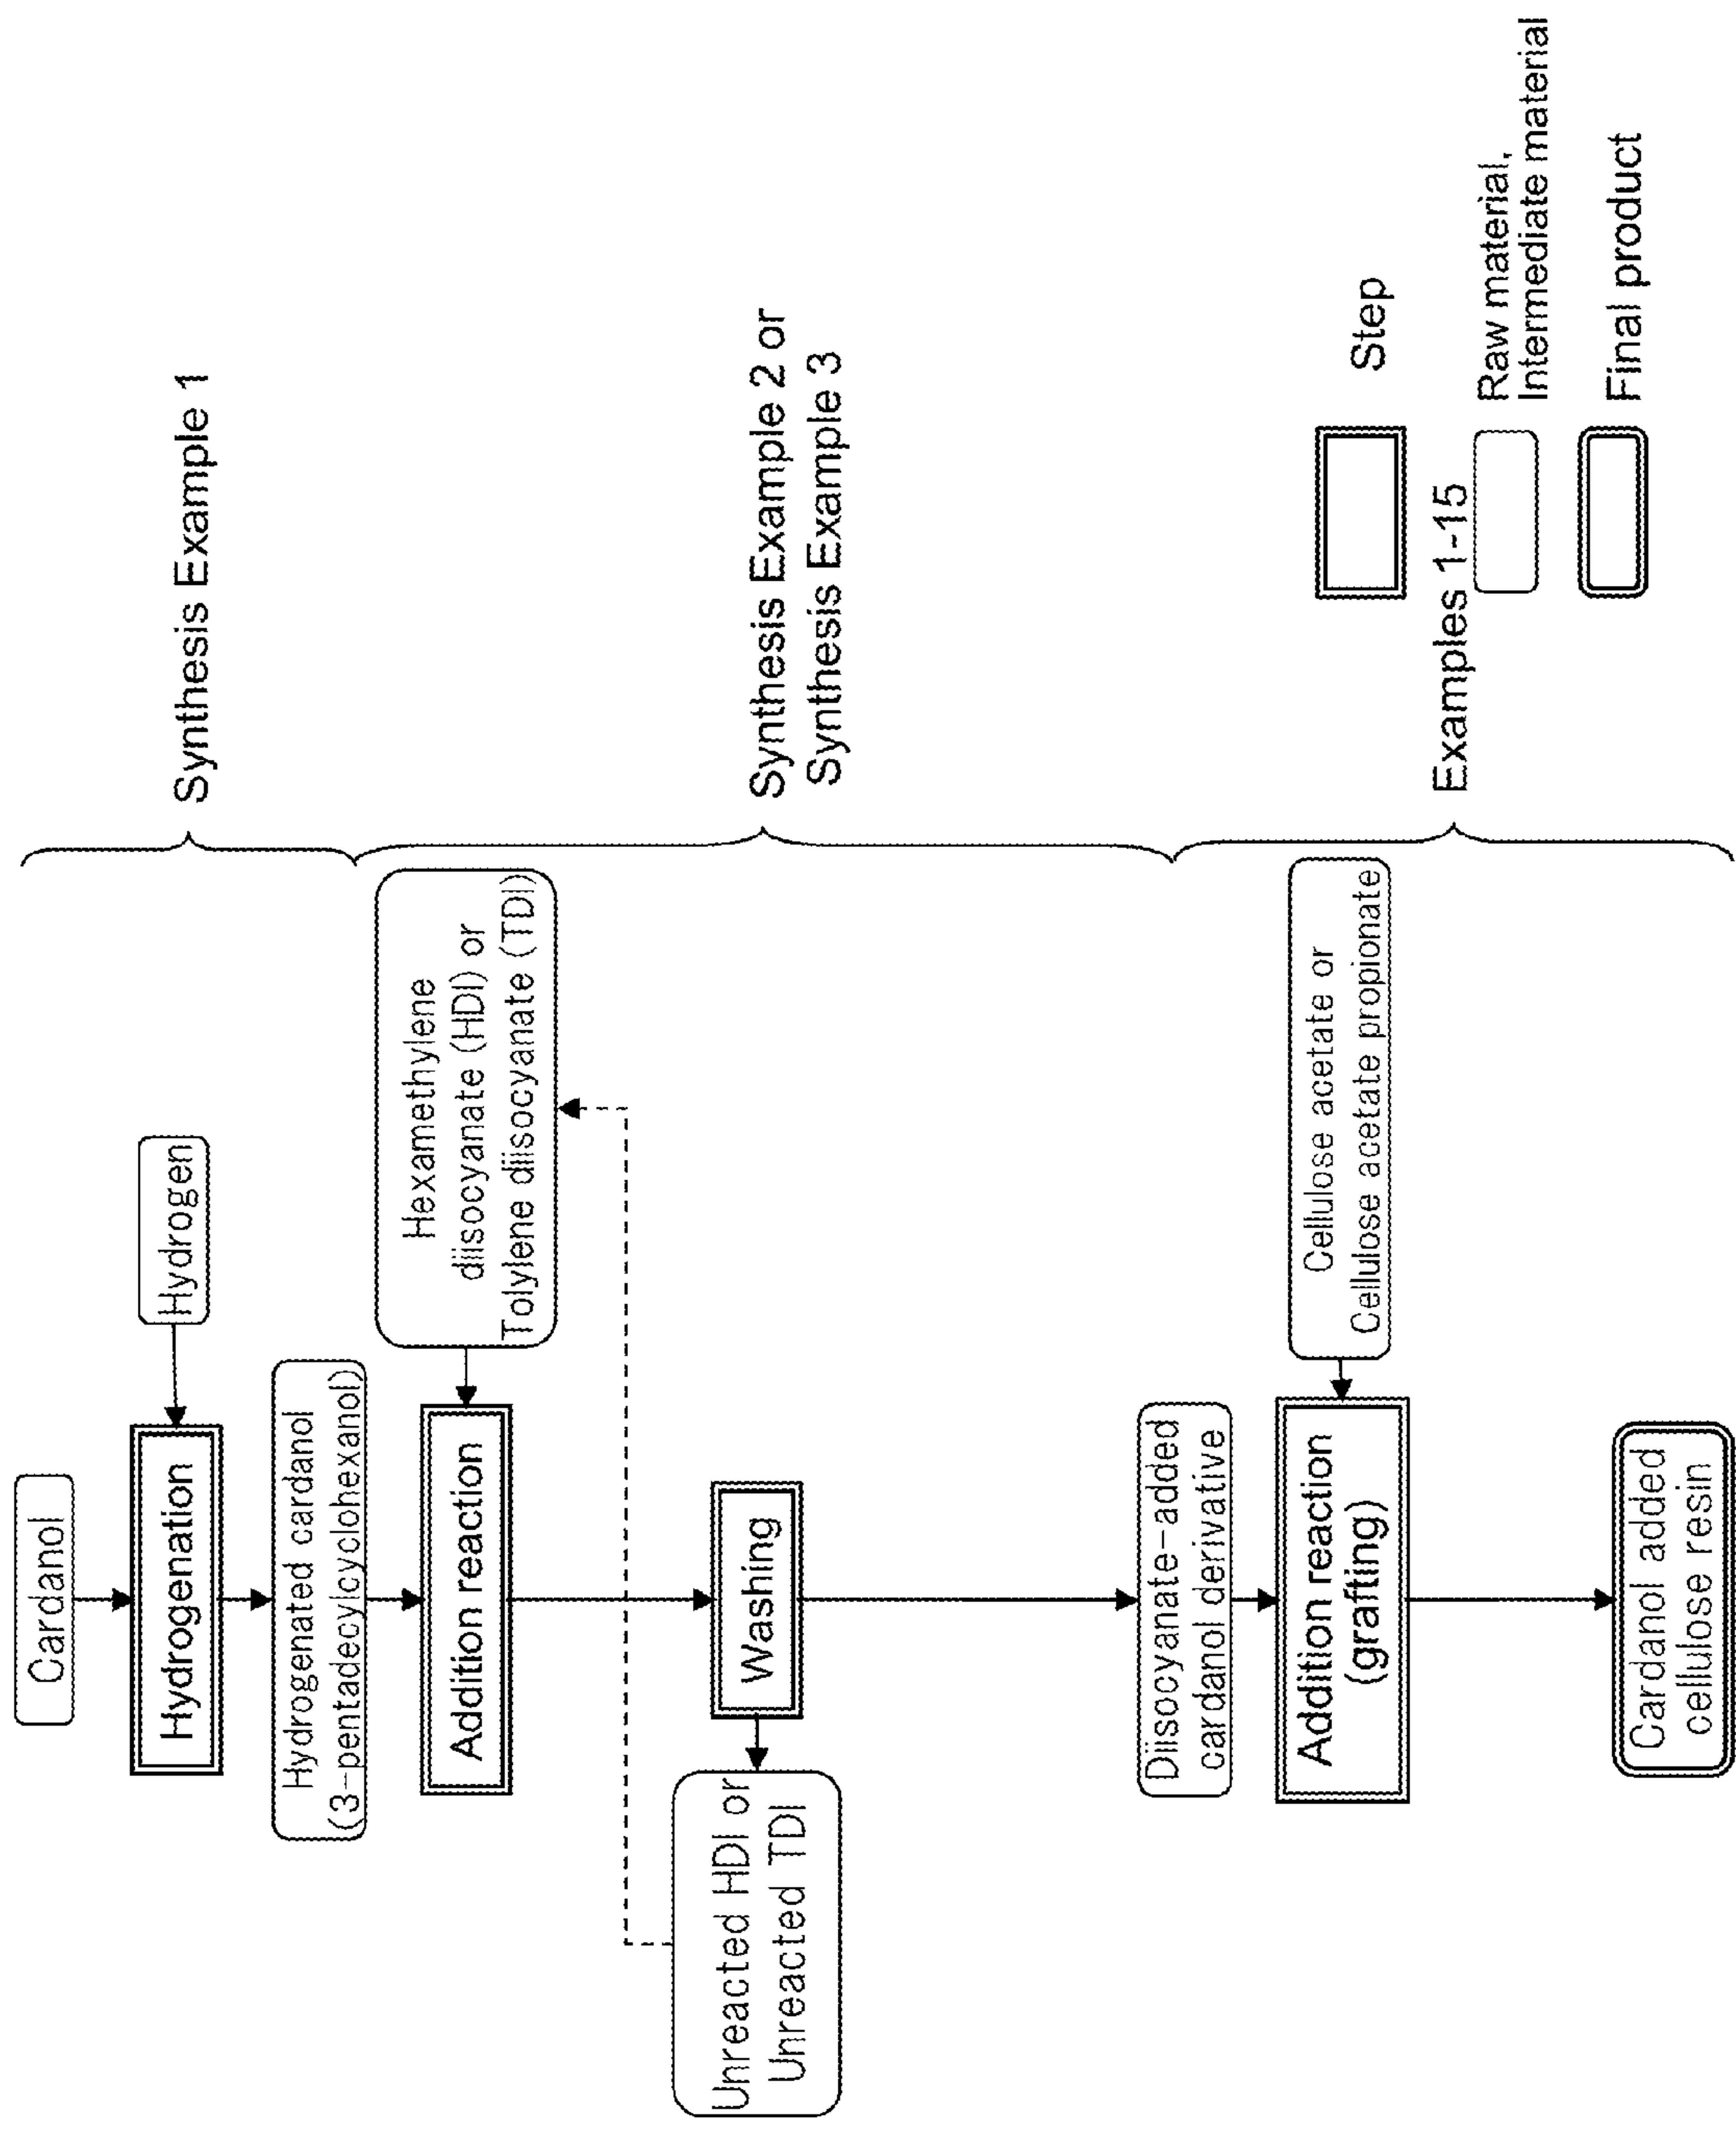 Cardanol
Hydrogenation
Hydrogen
Hydrogenated cardanol
(3-pentadecylcyclohexanol)
Synthesis Example 1
Addition reaction
Hexamethylene
diisocyanate (HDI) or
Tolylene diisocyanate (TDI)
Washing
Unreacted HDI or
Unreacted TDI
Synthesis Example 2 or
Synthesis Example 3
Diisocyanate-added
cardanol derivative
Addition reaction
(grafting)
Cellulose acetate or
Cellulose acetate propionate
Cardanol added
cellulose resin
Examples 1-15
Step
Raw material,
Intermediate material
Final product